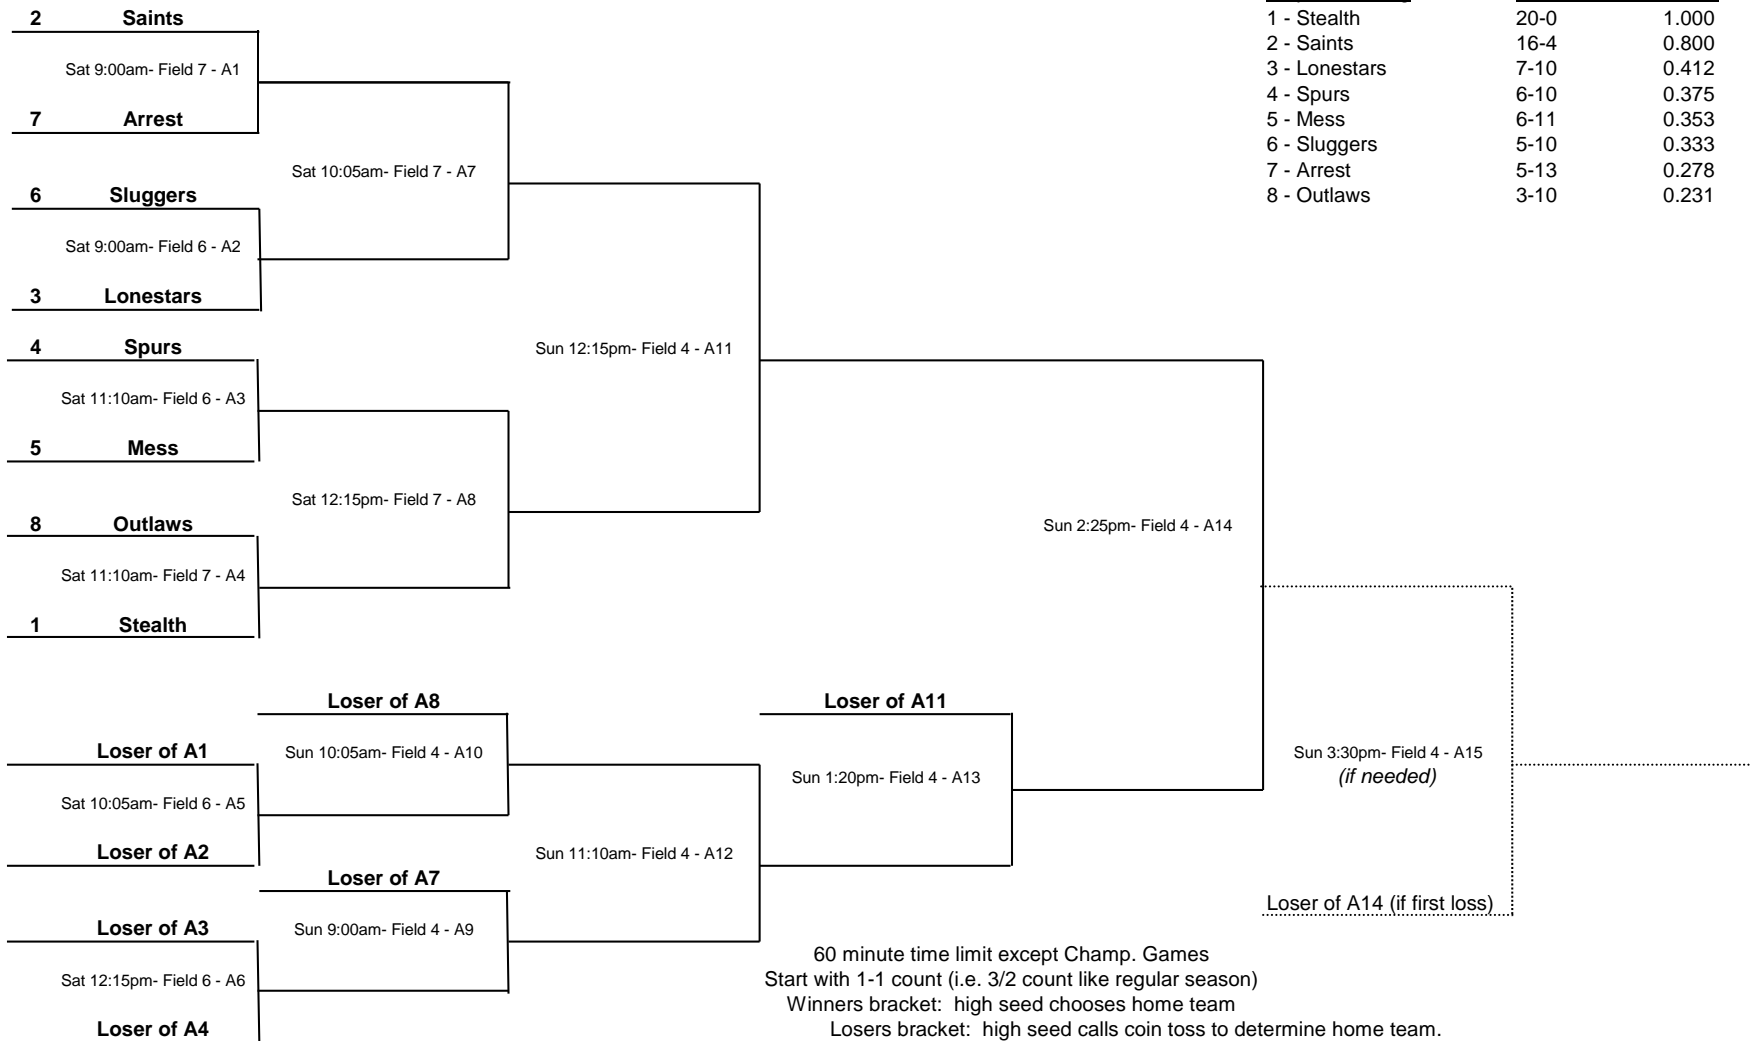 2 Saints
Sat 9:00am- Field 7 - A1
7 Arrest
Sat 10:05am- Field 7 - A7
6 Sluggers
Sat 9:00am- Field 6 - A2
3 Lonestars
Sun 12:15pm- Field 4 - A11
4 Spurs
Sat 11:10am- Field 6 - A3
5 Mess
Sat 12:15pm- Field 7 - A8
8 Outlaws
Sat 11:10am- Field 7 - A4
1 Stealth
Sun 2:25pm- Field 4 - A14
1 - Stealth 20-0 1.000
2 - Saints 16-4 0.800
3 - Lonestars 7-10 0.412
4 - Spurs 6-10 0.375
5 - Mess 6-11 0.353
6 - Sluggers 5-10 0.333
7 - Arrest 5-13 0.278
8 - Outlaws 3-10 0.231
Loser of A8
Loser of A11
Loser of A1
Sun 10:05am- Field 4 - A10
Sat 10:05am- Field 6 - A5
Loser of A2
Sun 1:20pm- Field 4 - A13
Sun 3:30pm- Field 4 - A15
(if needed)
Sun 11:10am- Field 4 - A12
Loser of A7
Loser of A3
Sun 9:00am- Field 4 - A9
Sat 12:15pm- Field 6 - A6
Loser of A4
Loser of A14 (if first loss)
60 minute time limit except Champ. Games
Start with 1-1 count (i.e. 3/2 count like regular season)
Winners bracket: high seed chooses home team
Losers bracket: high seed calls coin toss to determine home team.